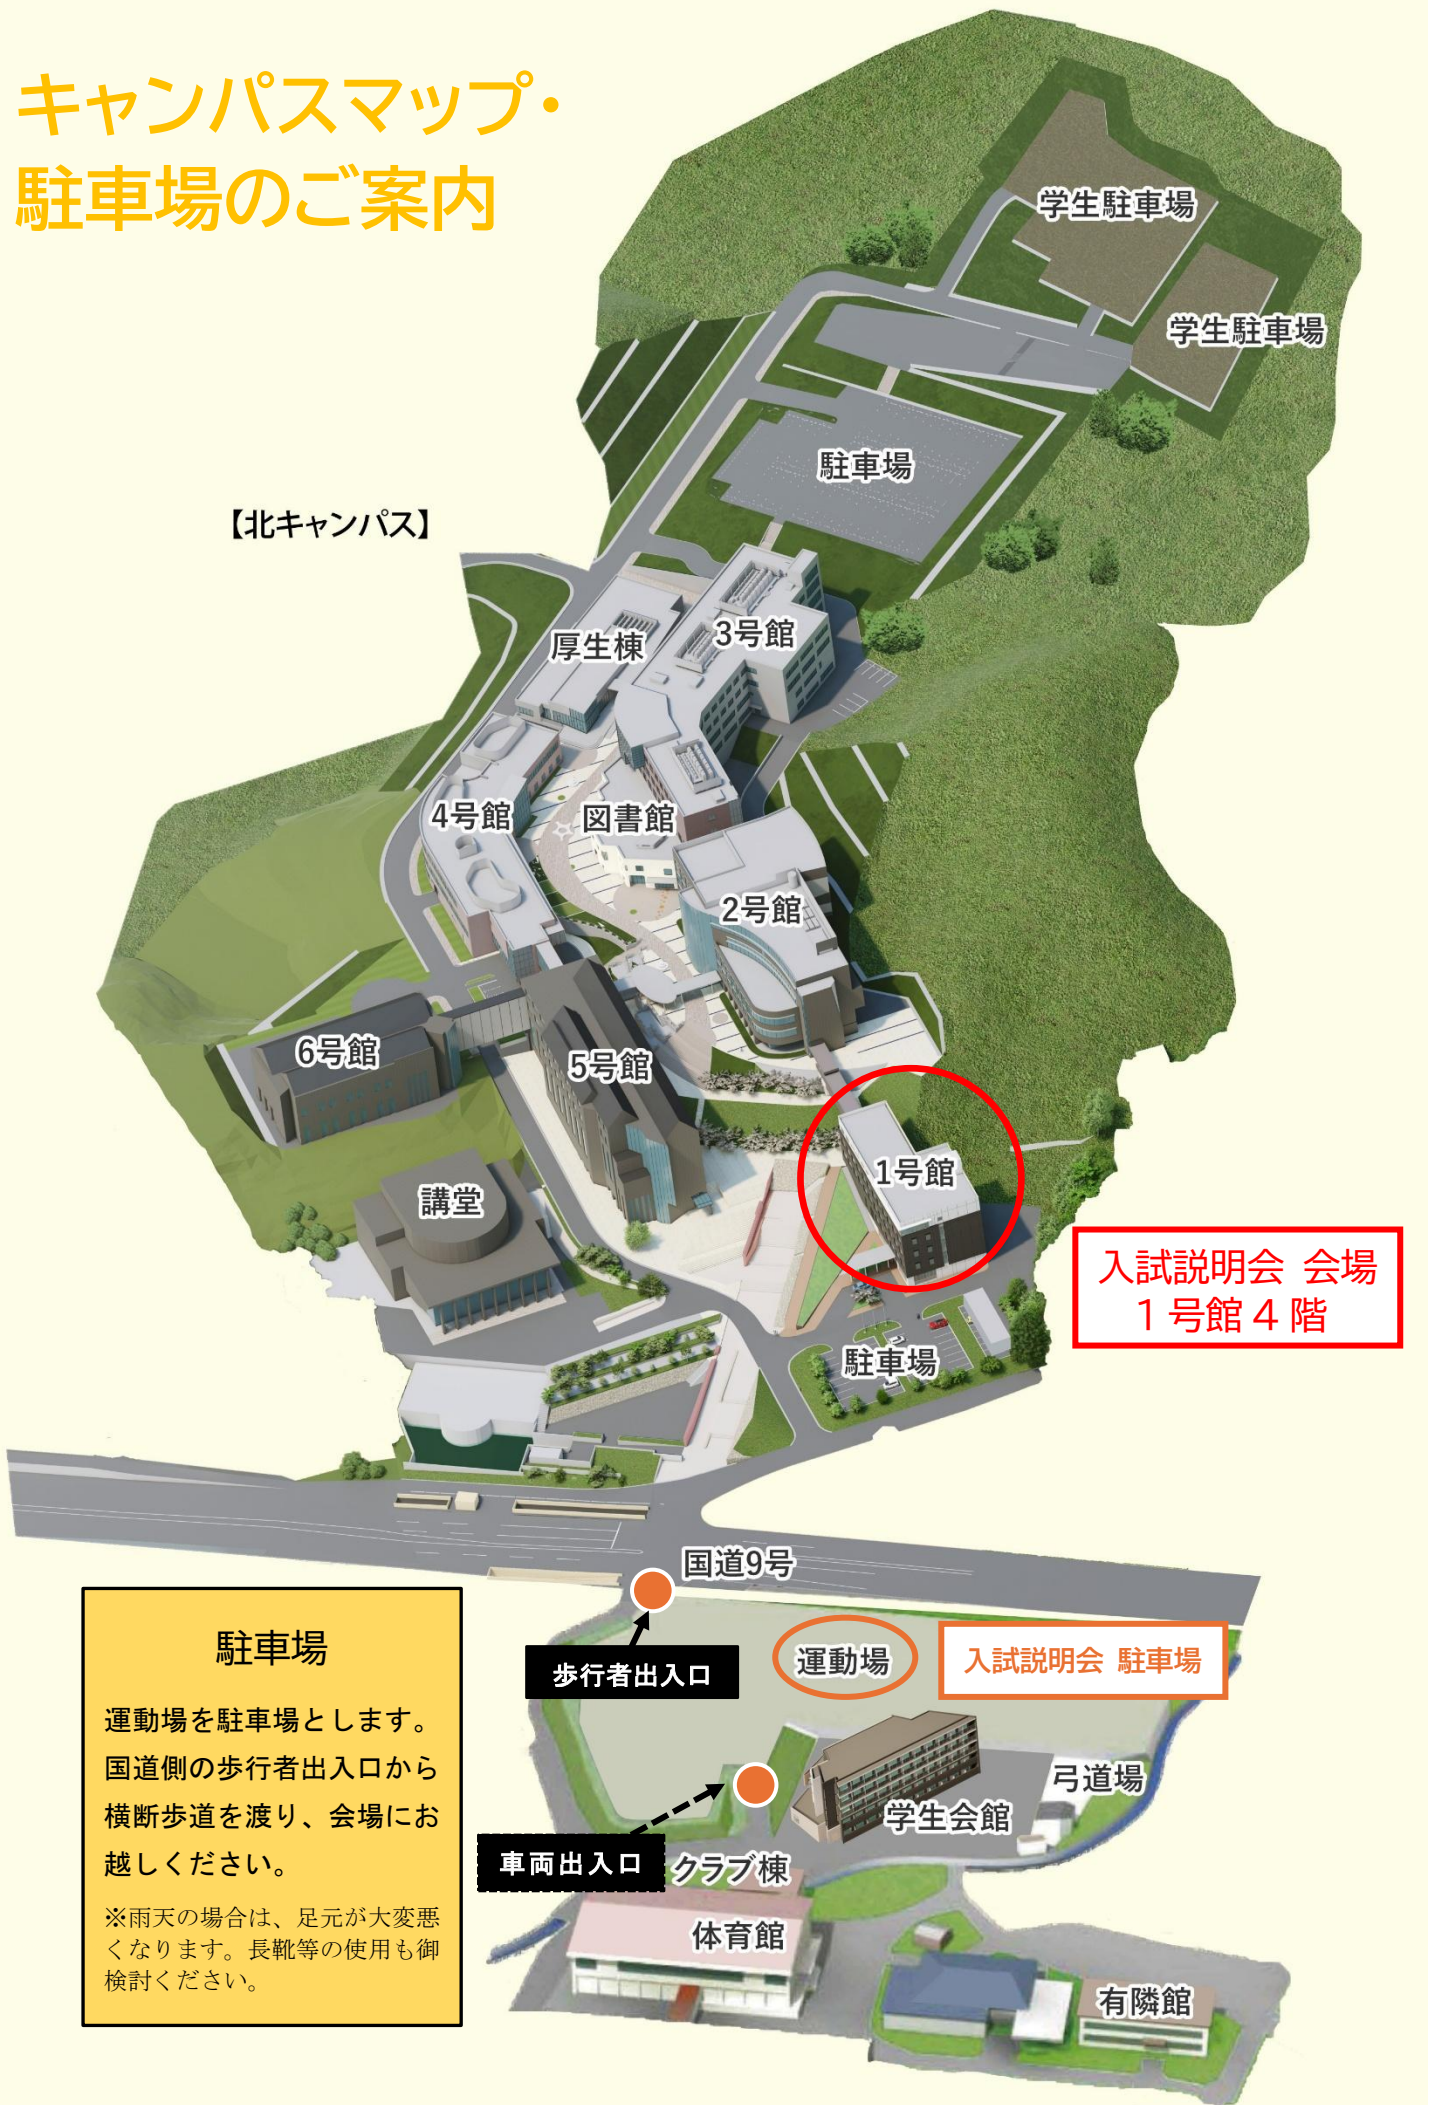 キャンパスマップ・
駐車場のご案内
学生駐車場
学生駐車場
駐車場
【北キャンパス】
3号館
厚生棟
4号館
図書館
2号館
6号館
5号館
1号館
講堂
入試説明会 会場
１号館４階
駐車場
国道9号
歩行者出入口
運動場
入試説明会 駐車場
弓道場
学生会館
車両出入口
クラブ棟
体育館
有隣館
駐車場
運動場を駐車場とします。
国道側の歩行者出入口から
横断歩道を渡り、会場にお
越しください。
※雨天の場合は、足元が大変悪
くなります。長靴等の使用も御
検討ください。